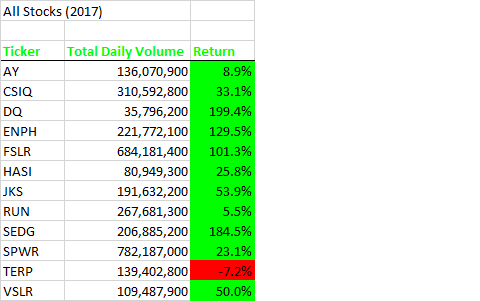 All Stocks (2017)
Ticker Total Daily Volume Return
AY 136,070,900 8.9%
CSIQ 310,592,800 33.1%
DQ 35,796,200 199.4%
ENPH 221,772,100 129.5%
FSLR 684,181,400 101.3%
HASI 80,949,300 25.8%
JKS 191,632,200 53.9%
RUN 267,681,300 5.5%
SEDG 206,885,200 184.5%
SPWR 782,187,000 23.1%
TERP 139,402,800 -7.2%
VSLR 109,487,900 50.0%